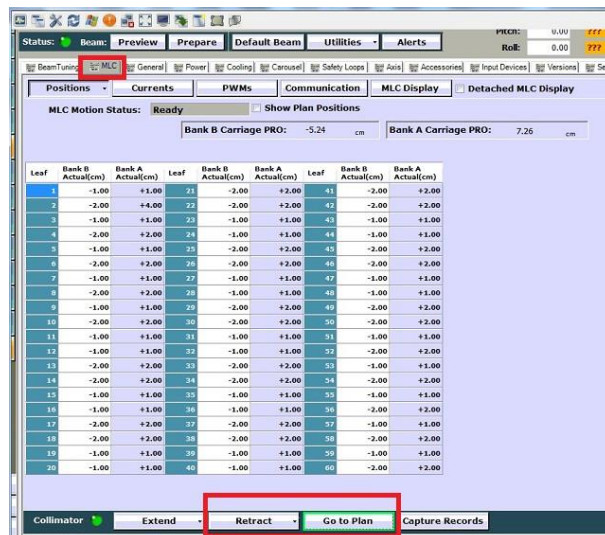 Pitch: 0.00 ???
Status: Beam: Preview Prepare Default Beam Utilities Alerts Roll: 0.00 ???
BeamTuning MLC General Power Cooling Carousel Safety Loops Axis Accessories Input Devices Versions Se
Positions Currents PWMs Communication MLC Display Detached MLC Display
MLC Motion Status: Ready Show Plan Positions
Bank B Carriage PRO: -5.24 cm Bank A Carriage PRO: 7.26 cm
Leaf Bank B Actual(cm) Bank A Actual(cm) Leaf Bank B Actual(cm) Bank A Actual(cm) Leaf Bank B Actual(cm) Bank A Actual(cm)
1 -1.00 +1.00 21 -2.00 +2.00 41 -2.00 +2.00
2 -2.00 +4.00 22 -2.00 +2.00 42 -2.00 +2.00
3 -1.00 +1.00 23 -1.00 +1.00 43 -1.00 +1.00
4 -2.00 +2.00 24 -1.00 +1.00 44 -1.00 +1.00
5 -1.00 +1.00 25 -2.00 +2.00 45 -2.00 +2.00
6 -2.00 +2.00 26 -2.00 +2.00 46 -2.00 +2.00
7 -1.00 +1.00 27 -1.00 +1.00 47 -1.00 +1.00
8 -2.00 +2.00 28 -1.00 +1.00 48 -1.00 +1.00
9 -1.00 +1.00 29 -2.00 +2.00 49 -2.00 +2.00
10 -2.00 +2.00 30 -2.00 +2.00 50 -2.00 +2.00
11 -1.00 +1.00 31 -1.00 +1.00 51 -1.00 +1.00
12 -1.00 +1.00 32 -1.00 +1.00 52 -2.00 +2.00
13 -2.00 +2.00 33 -2.00 +2.00 53 -1.00 +1.00
14 -2.00 +2.00 34 -2.00 +2.00 54 -2.00 +2.00
15 -1.00 +1.00 35 -1.00 +1.00 55 -1.00 +1.00
16 -1.00 +1.00 36 -1.00 +1.00 56 -2.00 +2.00
17 -2.00 +2.00 37 -2.00 +2.00 57 -1.00 +1.00
18 -2.00 +2.00 38 -2.00 +2.00 58 -2.00 +2.00
19 -1.00 +1.00 39 -1.00 +1.00 59 -1.00 +1.00
20 -1.00 +1.00 40 -1.00 +1.00 60 -2.00 +2.00
Collimator Extend Retract Go to Plan Capture Records